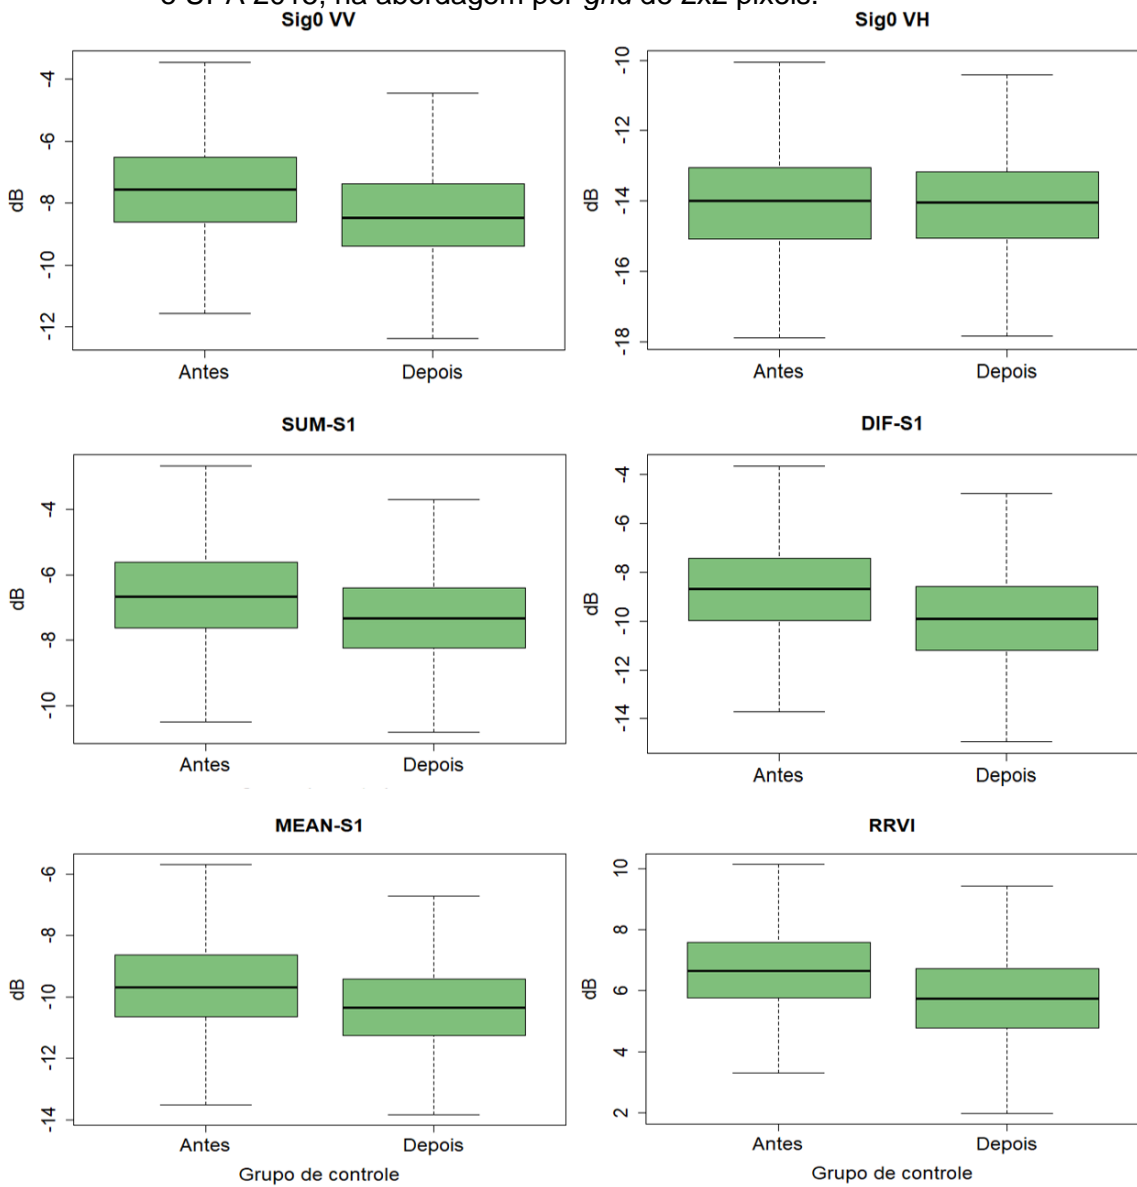 2x2 pixels.
Sig0 VV
Sig0 VH
dB
-4
-6
-8
-10
-12
Antes
Depois
dB
-10
-12
-14
-16
-18
Antes
Depois
SUM-S1
DIF-S1
dB
-4
-6
-8
-10
Antes
Depois
dB
-4
-6
-8
-10
-12
-14
Antes
Depois
MEAN-S1
RRVI
dB
-6
-8
-10
-12
-14
Antes
Depois
Grupo de controle
dB
10
8
6
4
2
Antes
Depois
Grupo de controle